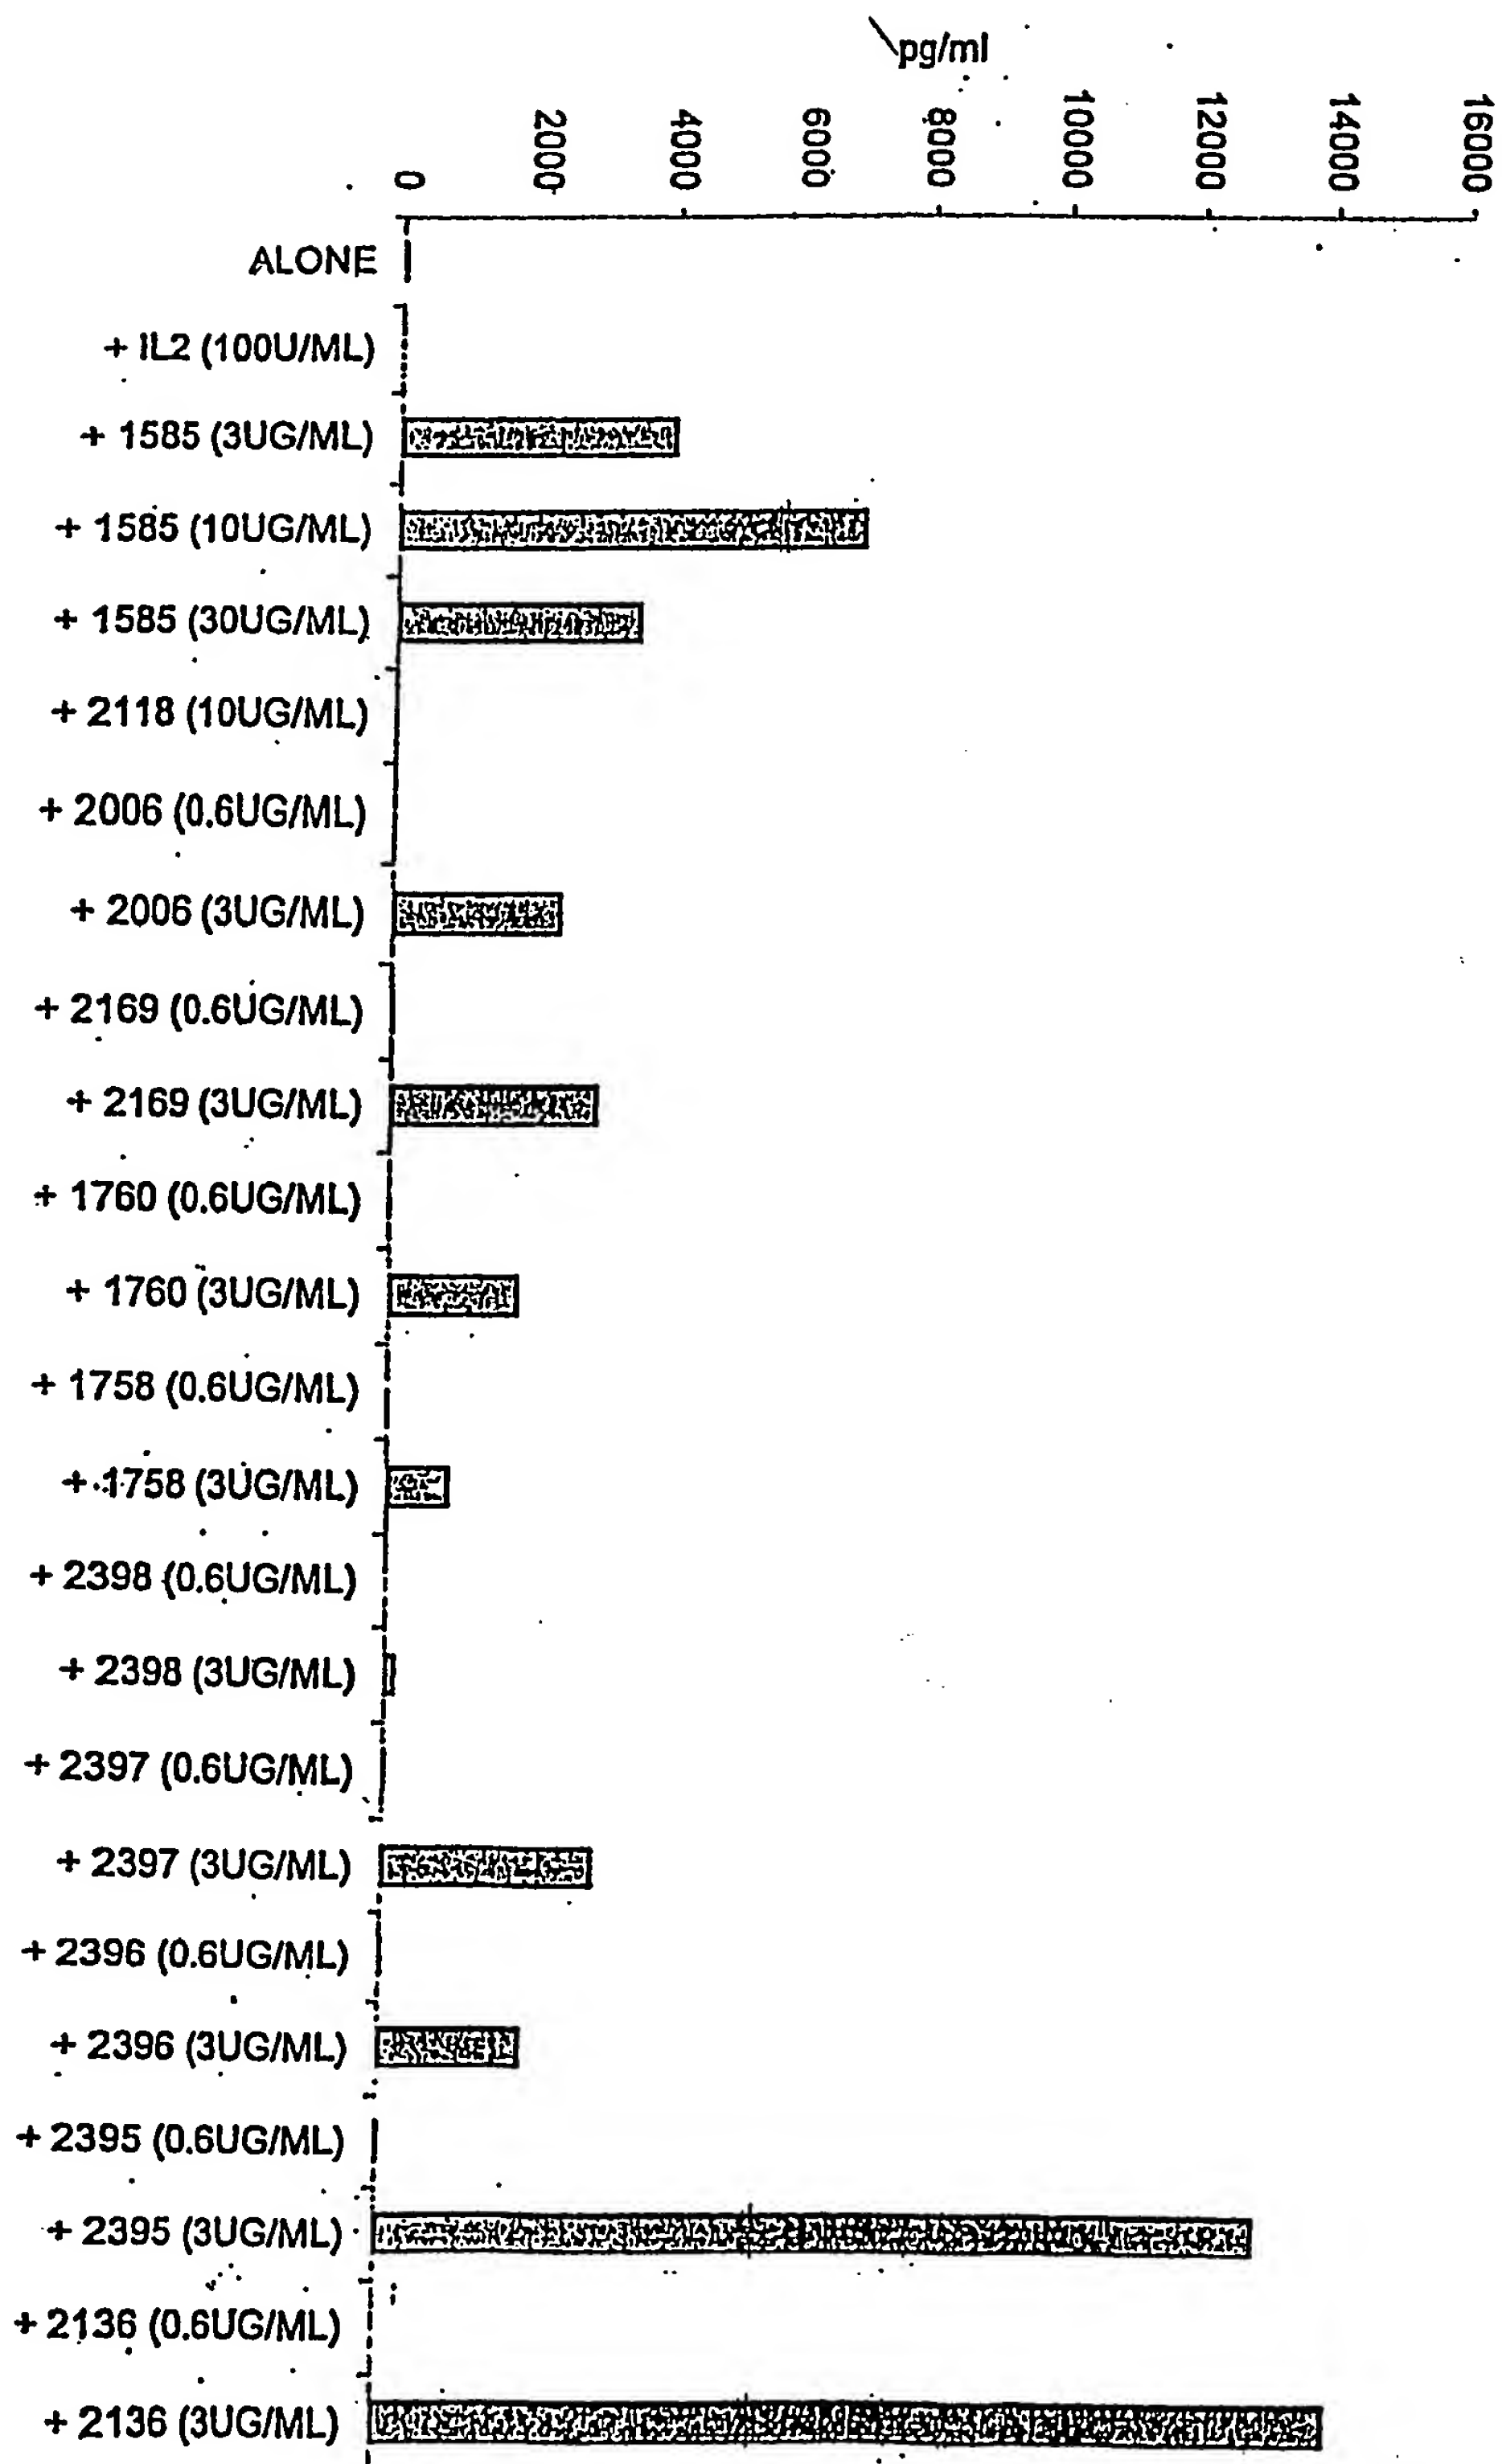 pg/ml
0
2000
4000
6000
8000
10000
12000
14000
16000
ALONE
+ IL2 (100U/ML)
+ 1585 (3UG/ML)
+ 1585 (10UG/ML)
+ 1585 (30UG/ML)
+ 2118 (10UG/ML)
+ 2006 (0.6UG/ML)
+ 2006 (3UG/ML)
+ 2169 (0.6UG/ML)
+ 2169 (3UG/ML)
+ 1760 (0.6UG/ML)
+ 1760 (3UG/ML)
+ 1758 (0.6UG/ML)
+ 1758 (3UG/ML)
+ 2398 (0.6UG/ML)
+ 2398 (3UG/ML)
+ 2397 (0.6UG/ML)
+ 2397 (3UG/ML)
+ 2396 (0.6UG/ML)
+ 2396 (3UG/ML)
+ 2395 (0.6UG/ML)
+ 2395 (3UG/ML)
+ 2136 (0.6UG/ML)
+ 2136 (3UG/ML)